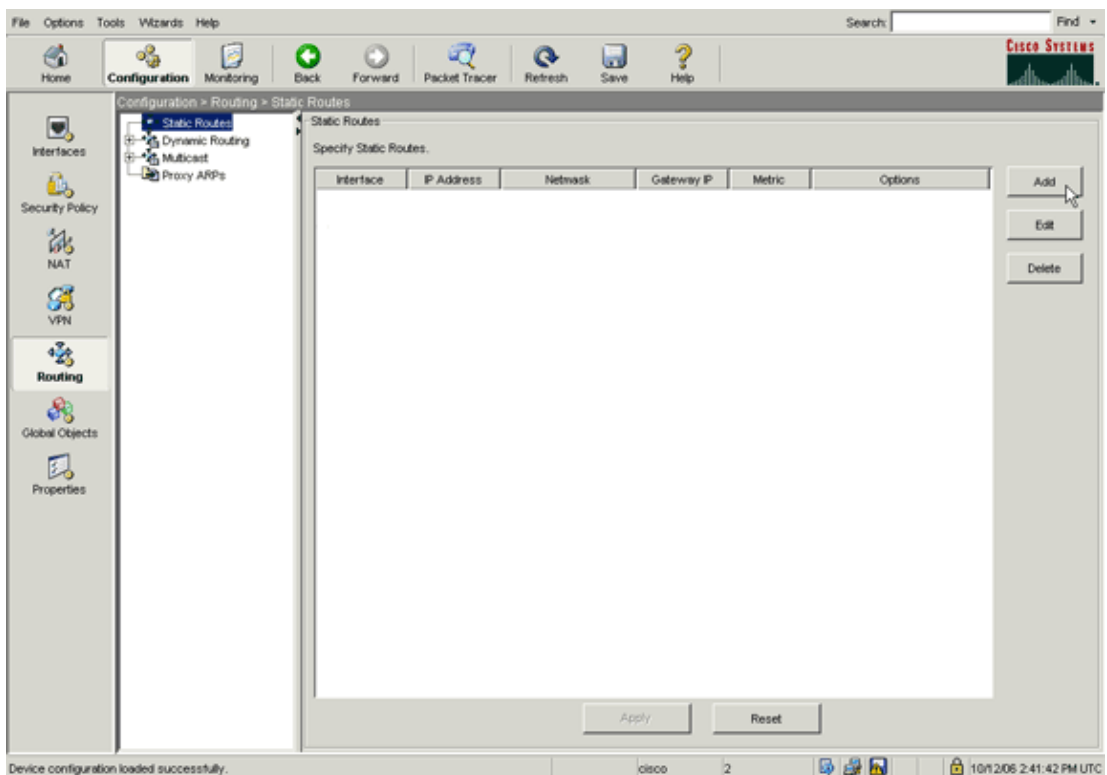 File Options Tools Wizards Help Search: Find
Home Configuration Monitoring Back Forward Packet Tracer Refresh Save Help
CISCO SYSTEMS
Configuration > Routing > Static Routes
Interfaces
Security Policy
NAT
VPN
Routing
Global Objects
Properties
Static Routes
Dynamic Routing
Multicast
Proxy ARPs
Static Routes
Specify Static Routes.
Interface IP Address Netmask Gateway IP Metric Options
Add
Edit
Delete
Apply Reset
Device configuration loaded successfully. cisco 2 10/12/06 2:41:42 PM UTC